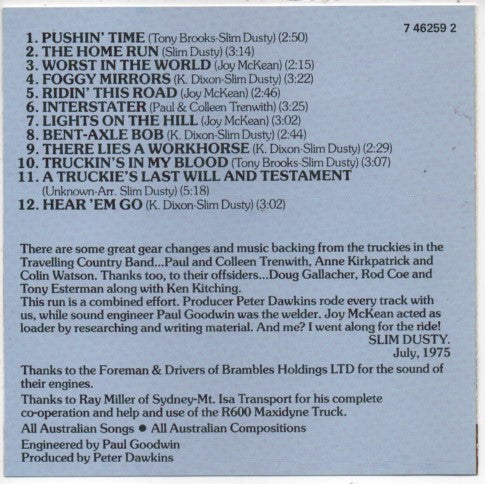 7 46259 2
1. PUSHIN' TIME (Tony Brooks-Slim Dusty) (2:50)
2. THE HOME RUN (Slim Dusty) (3:14)
3. WORST IN THE WORLD (Joy McKean) (2:15)
4. FOGGY MIRRORS (K. Dixon-Slim Dusty) (3:22)
5. RIDIN' THIS ROAD (Joy McKean) (2:46)
6. INTERSTATER (Paul & Colleen Trenwith) (3:25)
7. LIGHTS ON THE HILL (Joy McKean) (3:02)
8. BENT-AXLE BOB (K. Dixon-Slim Dusty) (2:44)
9. THERE LIES A WORKHORSE (K. Dixon-Slim Dusty) (2:29)
10. TRUCKIN'S IN MY BLOOD (Tony Brooks-Slim Dusty) (3:07)
11. A TRUCKIE'S LAST WILL AND TESTAMENT
(Unknown-Arr. Slim Dusty) (5:18)
12. HEAR 'EM GO (K. Dixon-Slim Dusty) (3:02)
There are some great gear changes and music backing from the truckies in the
Travelling Country Band...Paul and Colleen Trenwith, Anne Kirkpatrick and
Colin Watson. Thanks too, to their offsiders...Doug Gallacher, Rod Coe and
Tony Esterman along with Ken Kitching.
This run is a combined effort. Producer Peter Dawkins rode every track with
us, while sound engineer Paul Goodwin was the welder. Joy McKean acted as
loader by researching and writing material. And me? I went along for the ride!
SLIM DUSTY.
July, 1975
Thanks to the Foreman & Drivers of Brambles Holdings LTD for the sound of
their engines.
Thanks to Ray Miller of Sydney-Mt. Isa Transport for his complete
co-operation and help and use of the R600 Maxidyne Truck.
All Australian Songs ● All Australian Compositions
Engineered by Paul Goodwin
Produced by Peter Dawkins